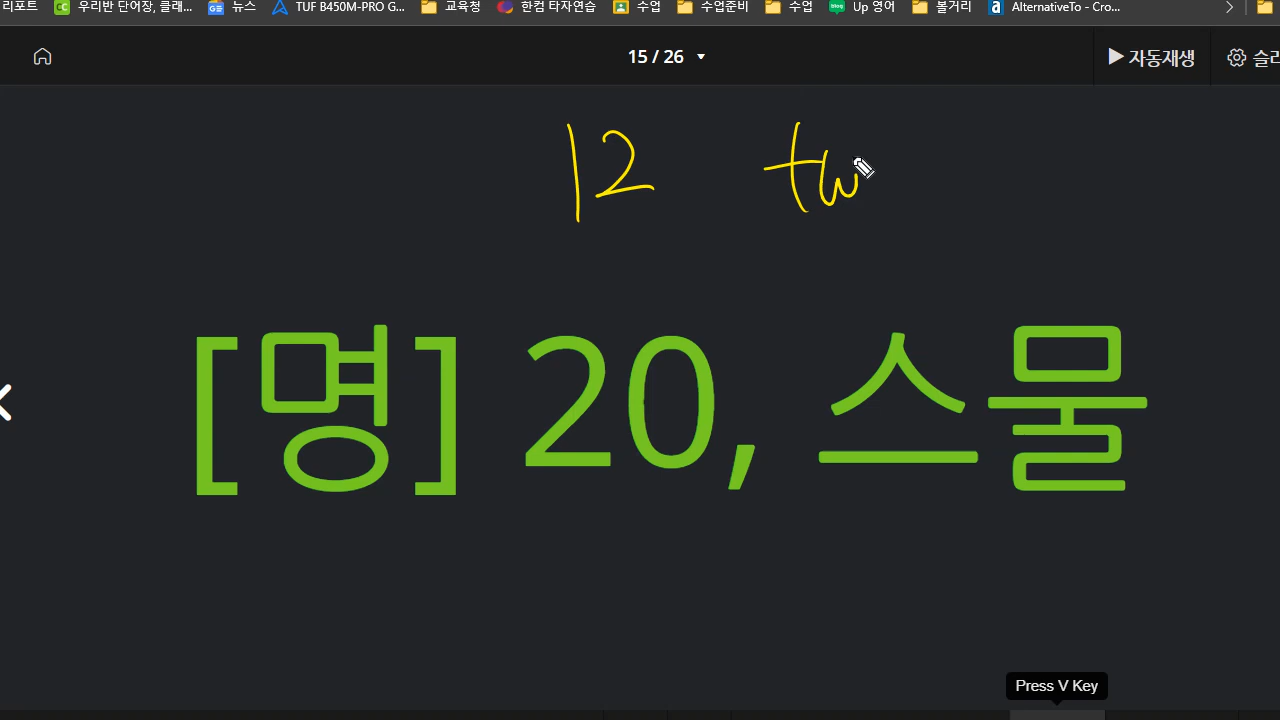 리포트 우리반 단어장, 클래... 뉴스 TUF B450M-PRO G... 교육청 한컴 타자연습 수업 수업준비 수업 Up 영어 볼거리 AlternativeTo - Cro...
15 / 26 자동재생 슬라
12 tw
[명] 20, 스물
Press V Key